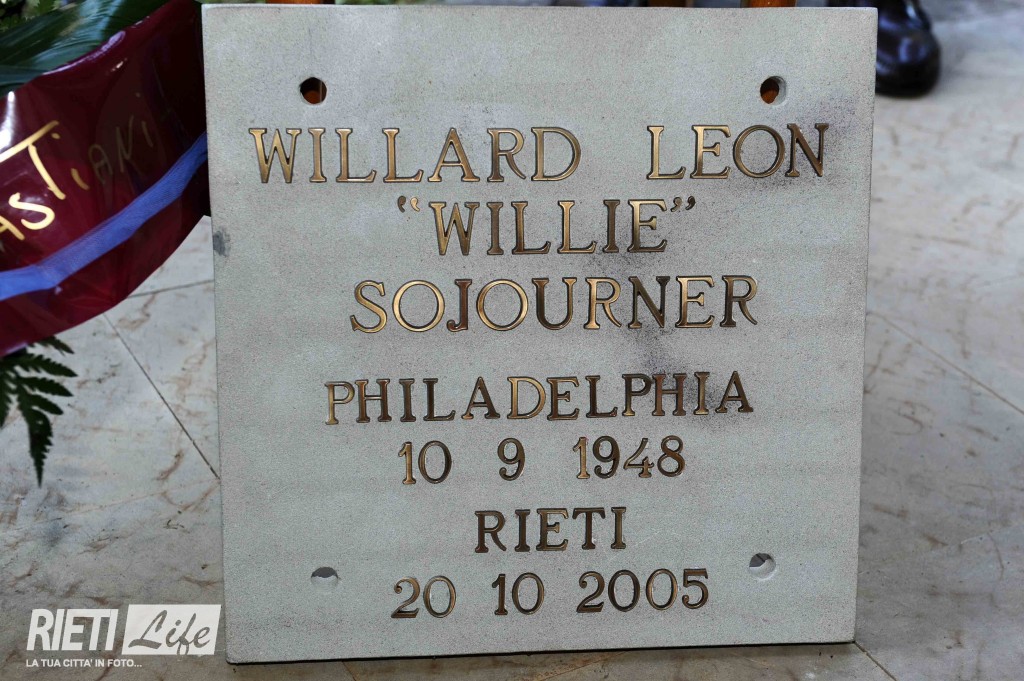 WILLARD LEON
"WILLIE"
SOJOURNER
PHILADELPHIA
10 9 1948
RIETI
20 10 2005
RIETI Life
LA TUA CITTA' IN FOTO...